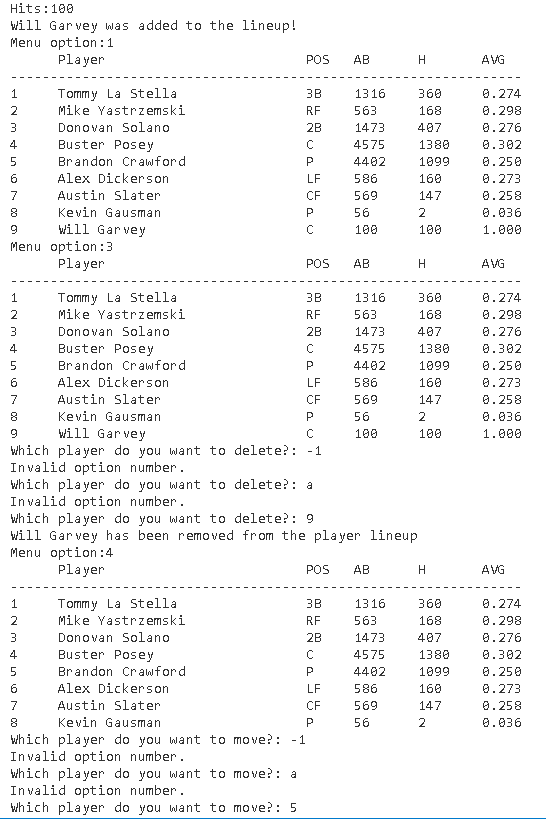 Hits:100
Will Garvey was added to the lineup!
Menu option:1
Player POS AB H AVG
----------------------------------------------------------------
1 Tommy La Stella 3B 1316 360 0.274
2 Mike Yastrzemski RF 563 168 0.298
3 Donovan Solano 2B 1473 407 0.276
4 Buster Posey C 4575 1380 0.302
5 Brandon Crawford P 4402 1099 0.250
6 Alex Dickerson LF 586 160 0.273
7 Austin Slater CF 569 147 0.258
8 Kevin Gausman P 56 2 0.036
9 Will Garvey C 100 100 1.000
Menu option:3
Player POS AB H AVG
----------------------------------------------------------------
1 Tommy La Stella 3B 1316 360 0.274
2 Mike Yastrzemski RF 563 168 0.298
3 Donovan Solano 2B 1473 407 0.276
4 Buster Posey C 4575 1380 0.302
5 Brandon Crawford P 4402 1099 0.250
6 Alex Dickerson LF 586 160 0.273
7 Austin Slater CF 569 147 0.258
8 Kevin Gausman P 56 2 0.036
9 Will Garvey C 100 100 1.000
Which player do you want to delete?: -1
Invalid option number.
Which player do you want to delete?: a
Invalid option number.
Which player do you want to delete?: 9
Will Garvey has been removed from the player lineup
Menu option:4
Player POS AB H AVG
----------------------------------------------------------------
1 Tommy La Stella 3B 1316 360 0.274
2 Mike Yastrzemski RF 563 168 0.298
3 Donovan Solano 2B 1473 407 0.276
4 Buster Posey C 4575 1380 0.302
5 Brandon Crawford P 4402 1099 0.250
6 Alex Dickerson LF 586 160 0.273
7 Austin Slater CF 569 147 0.258
8 Kevin Gausman P 56 2 0.036
Which player do you want to move?: -1
Invalid option number.
Which player do you want to move?: a
Invalid option number.
Which player do you want to move?: 5